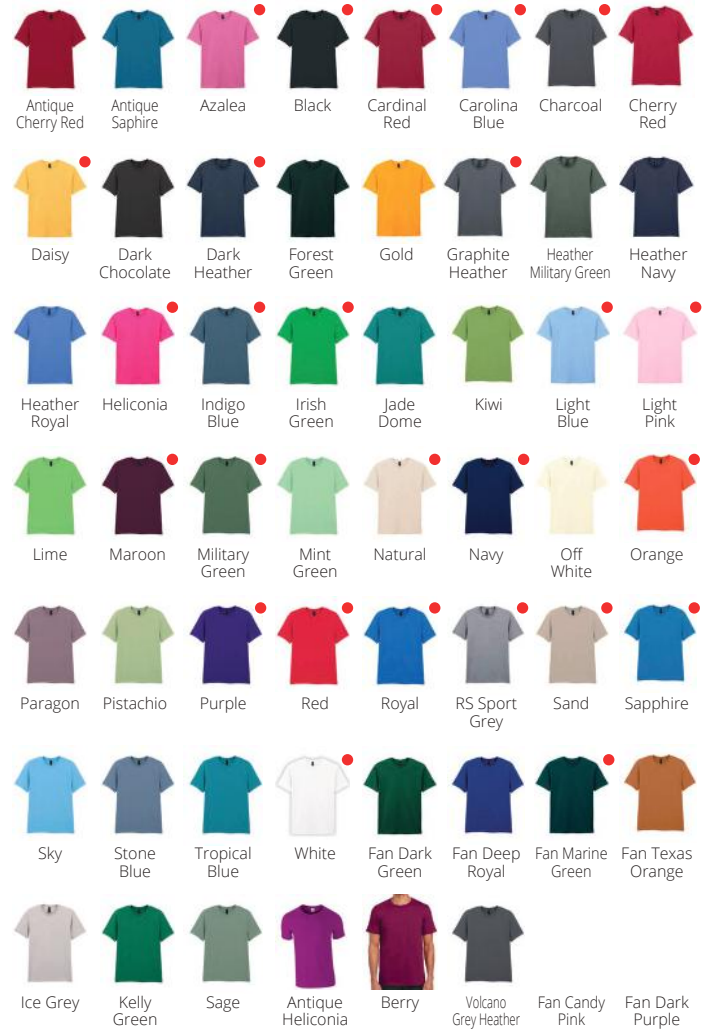 Antique
Cherry Red
Antique
Saphire
Azalea
Black
Cardinal
Red
Carolina
Blue
Charcoal
Cherry
Red
Daisy
Dark
Chocolate
Dark
Heather
Forest
Green
Gold
Graphite
Heather
Heather
Military Green
Heather
Navy
Heather
Royal
Heliconia
Indigo
Blue
Irish
Green
Jade
Dome
Kiwi
Light
Blue
Light
Pink
Lime
Maroon
Military
Green
Mint
Green
Natural
Navy
Off
White
Orange
Paragon
Pistachio
Purple
Red
Royal
RS Sport
Grey
Sand
Sapphire
Sky
Stone
Blue
Tropical
Blue
White
Fan Dark
Green
Fan Deep
Royal
Fan Marine
Green
Fan Texas
Orange
Ice Grey
Kelly
Green
Sage
Antique
Heliconia
Berry
Volcano
Grey Heather
Fan Candy
Pink
Fan Dark
Purple